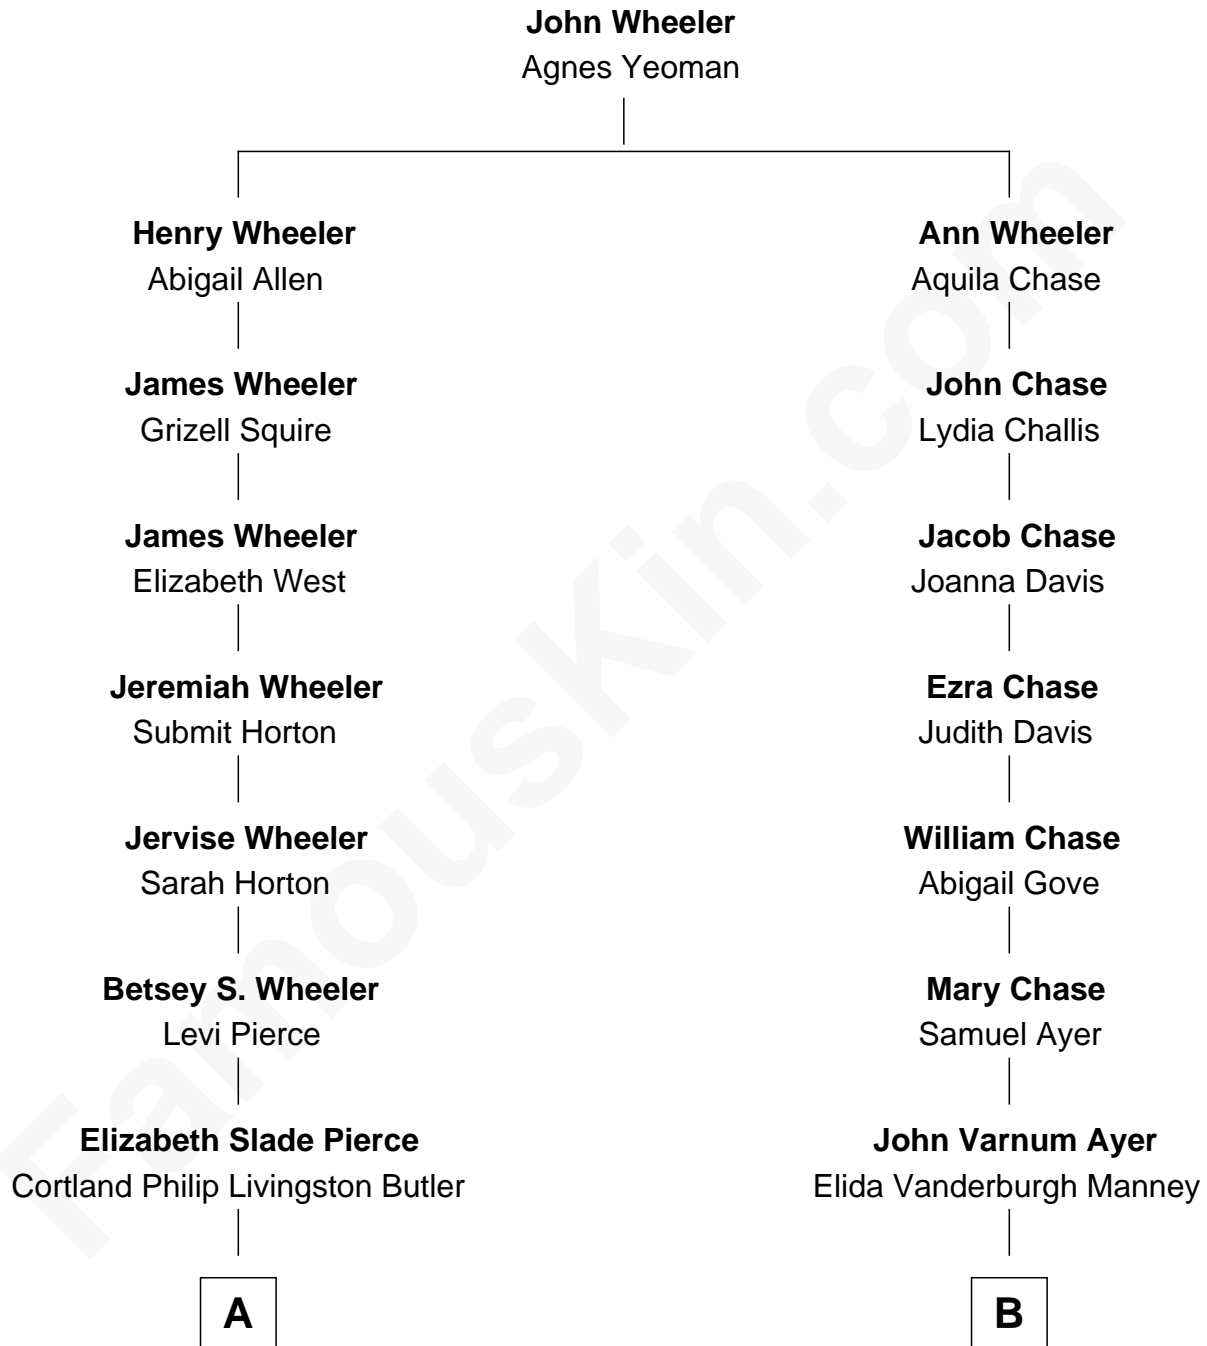 John Wheeler
Agnes Yeoman
Henry Wheeler
Abigail Allen
Ann Wheeler
Aquila Chase
James Wheeler
Grizell Squire
John Chase
Lydia Challis
James Wheeler
Elizabeth West
Jacob Chase
Joanna Davis
Jeremiah Wheeler
Submit Horton
Ezra Chase
Judith Davis
Jervise Wheeler
Sarah Horton
William Chase
Abigail Gove
Betsey S. Wheeler
Levi Pierce
Mary Chase
Samuel Ayer
Elizabeth Slade Pierce
Cortland Philip Livingston Butler
John Varnum Ayer
Elida Vanderburgh Manney
A
B
FamousKin.com